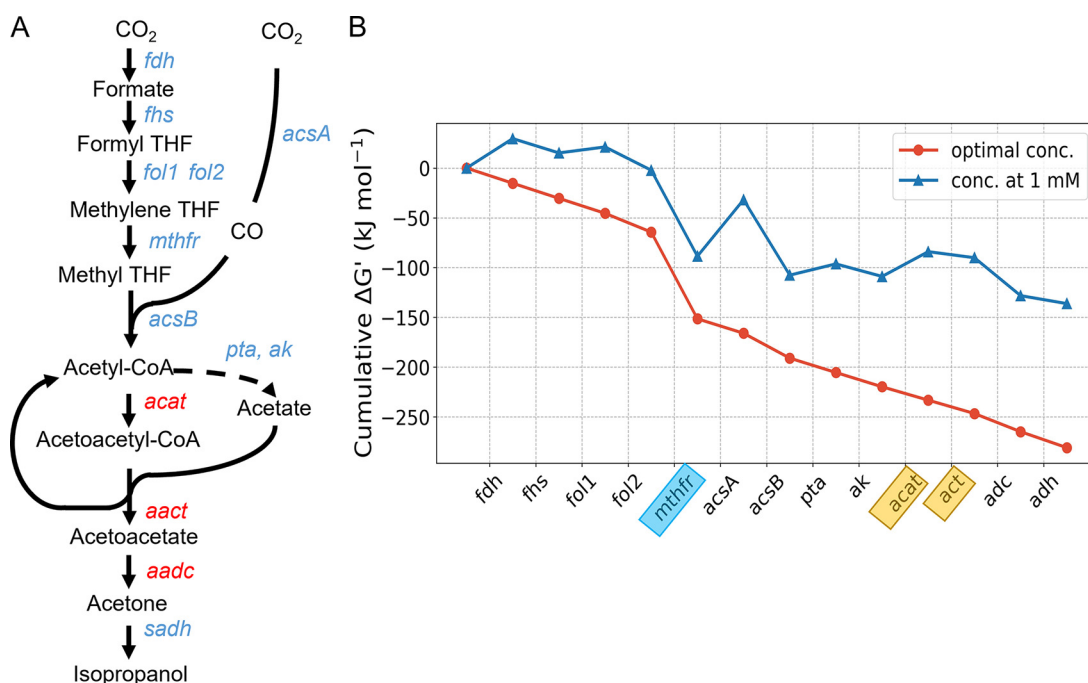 A
CO2
CO2
fdh
Formate
fhs
Formyl THF
acsA
fol1 fol2
Methylene THF
CO
mthfr
Methyl THF
acsB
pta, ak
Acetyl-CoA
acat
Acetate
Acetoacetyl-CoA
aact
Acetoacetate
aadc
Acetone
sadh
Isopropanol
B
Cumulative ΔG' (kJ mol⁻¹)
0
−50
−100
−150
−200
−250
optimal conc.
conc. at 1 mM
fdh
fhs
fol1
fol2
mthfr
acsA
acsB
pta
ak
acat
act
adc
adh